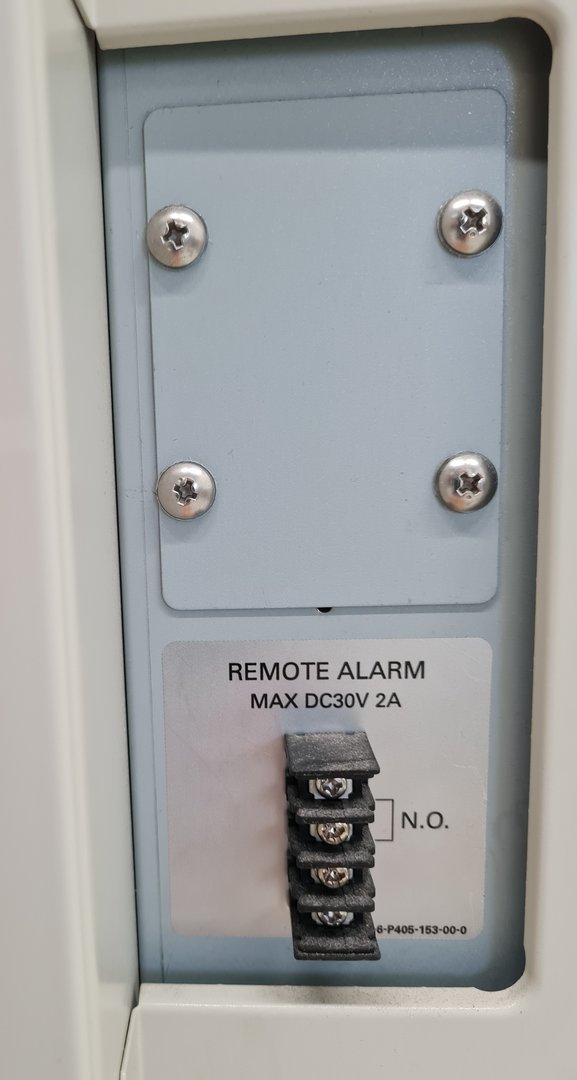 REMOTE ALARM
MAX DC30V 2A
N.O.
6-P405-153-00-0